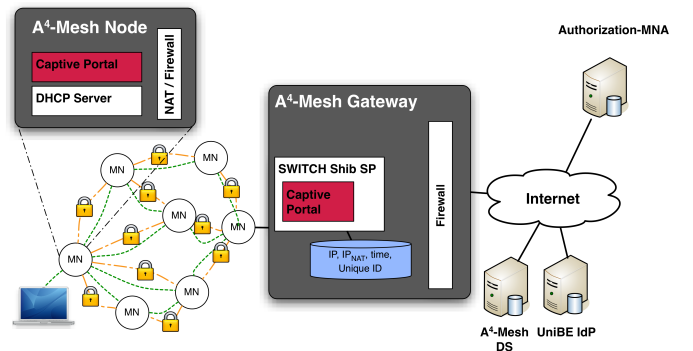 A⁴-Mesh Node
Captive Portal
DHCP Server
NAT / Firewall
A⁴-Mesh Gateway
SWITCH Shib SP
Captive
Portal
IP, IP_NAT, time,
Unique ID
Firewall
Authorization-MNA
Internet
A⁴-Mesh
DS
UniBE IdP
MN
MN
MN
MN
MN
MN
MN